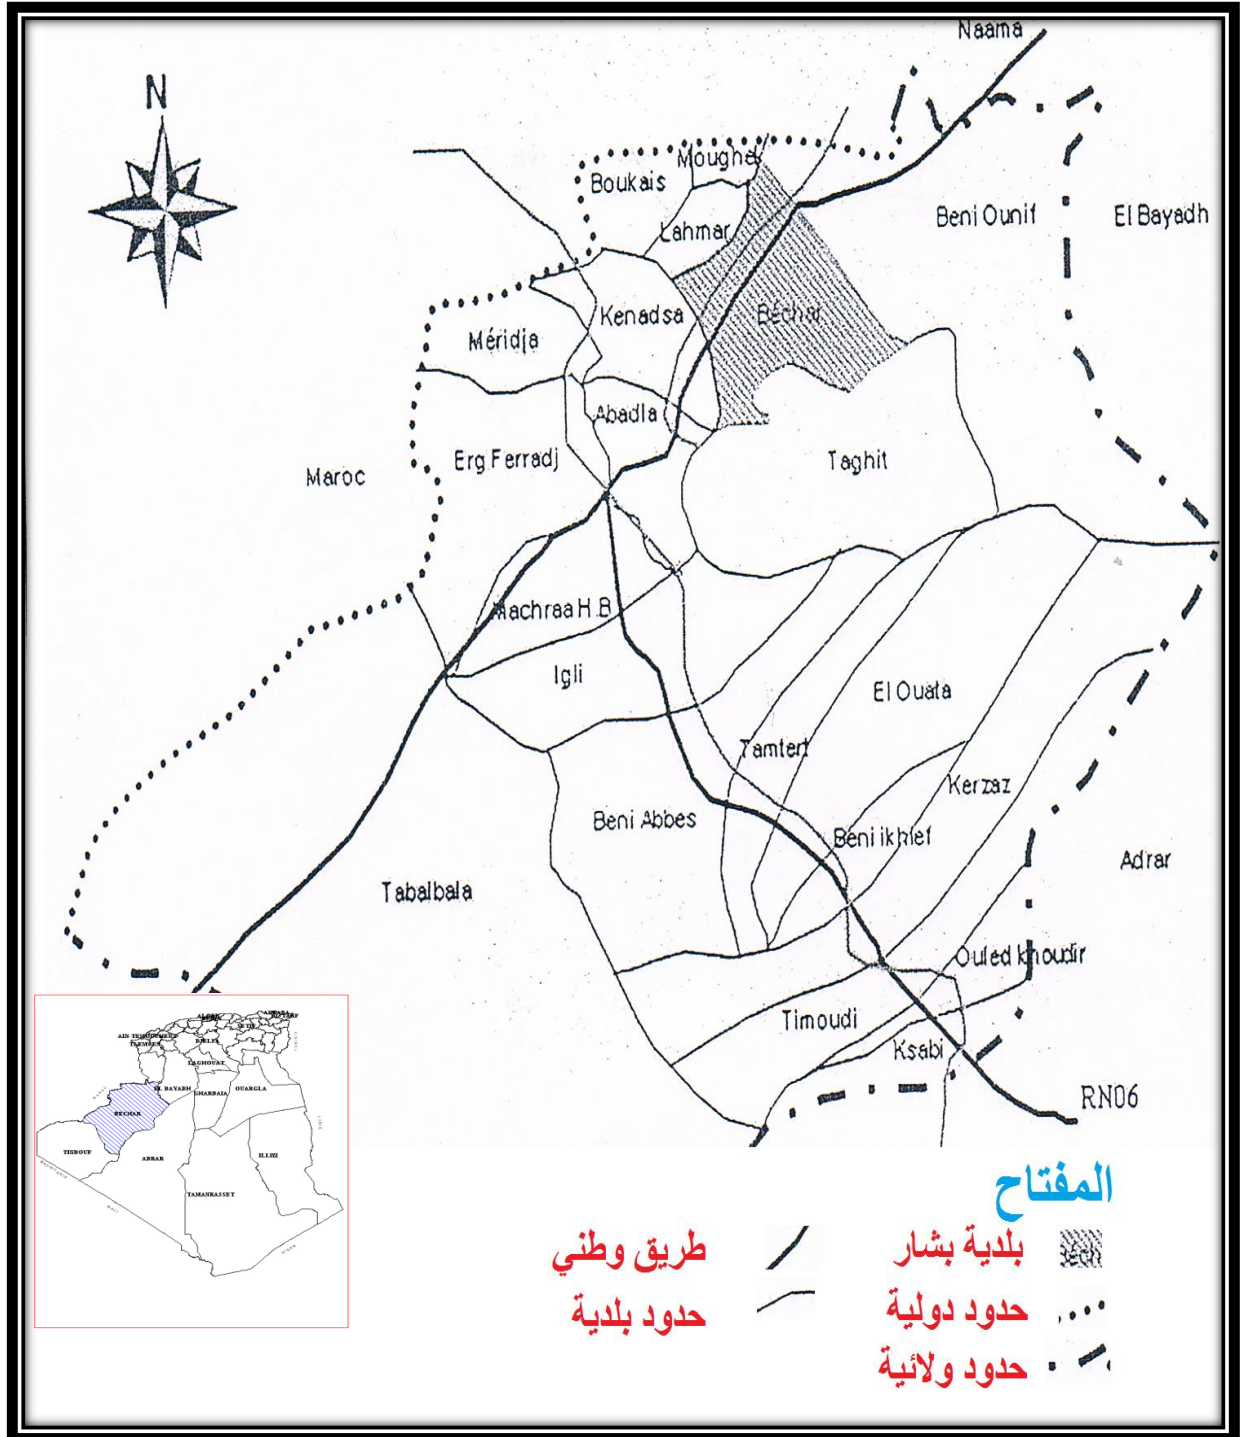 Naama
N
Moughel
Boukais
Beni Ounif
El Bayadh
Lahmar
Kenadsa
Béchar
Méridja
Abadla
Erg Ferradj
Taghit
Maroc
Machraa H.B
Igli
El Ouata
Tamtert
Kerzaz
Beni Abbes
Beni ikhlef
Adrar
Tabalbala
Ouled khoudir
Timoudi
Ksabi
RN06
DJELFA
LAGHOUAT
EL BAYADH
OUARGLA
GHARDAIA
BECHAR
TINDOUF
ADRAR
ILLIZI
TAMANRASSET
المفتاح
بلدية بشار
طريق وطني
حدود دولية
حدود بلدية
حدود ولائية